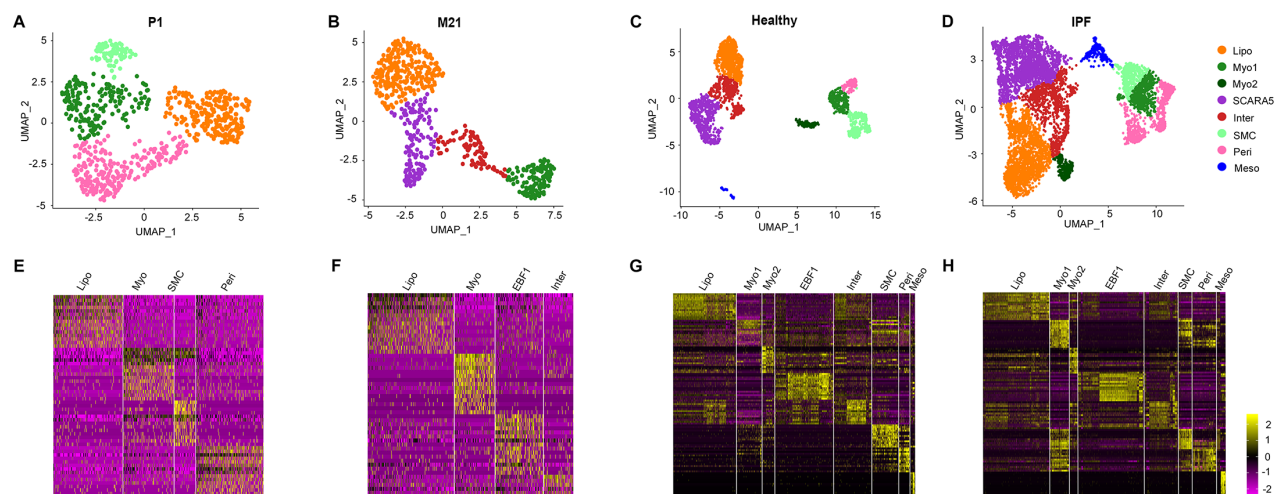 A P1
5.0
2.5
0
-2.5
-5
UMAP_2
-2.5 0 2.5 5
UMAP_1
B M21
5.0
2.5
0
-2.5
-5
UMAP_2
-5 -2.5 0 2.5 5 7.5
UMAP_1
C Healthy
5
0
-5
-10
UMAP_2
-10 -5 0 5 10 15
UMAP_1
D IPF
3
0
-3
-6
UMAP_2
-5 0 5 10
UMAP_1
Lipo
Myo1
Myo2
SCARA5
Inter
SMC
Peri
Meso
E
Lipo Myo SMC Peri
F
Lipo Myo EBF1 Inter
G
Lipo Myo1 Myo2 EBF1 Inter SMC Peri Meso
H
Lipo Myo1 Myo2 EBF1 Inter SMC Peri Meso
2
1
0
-1
-2